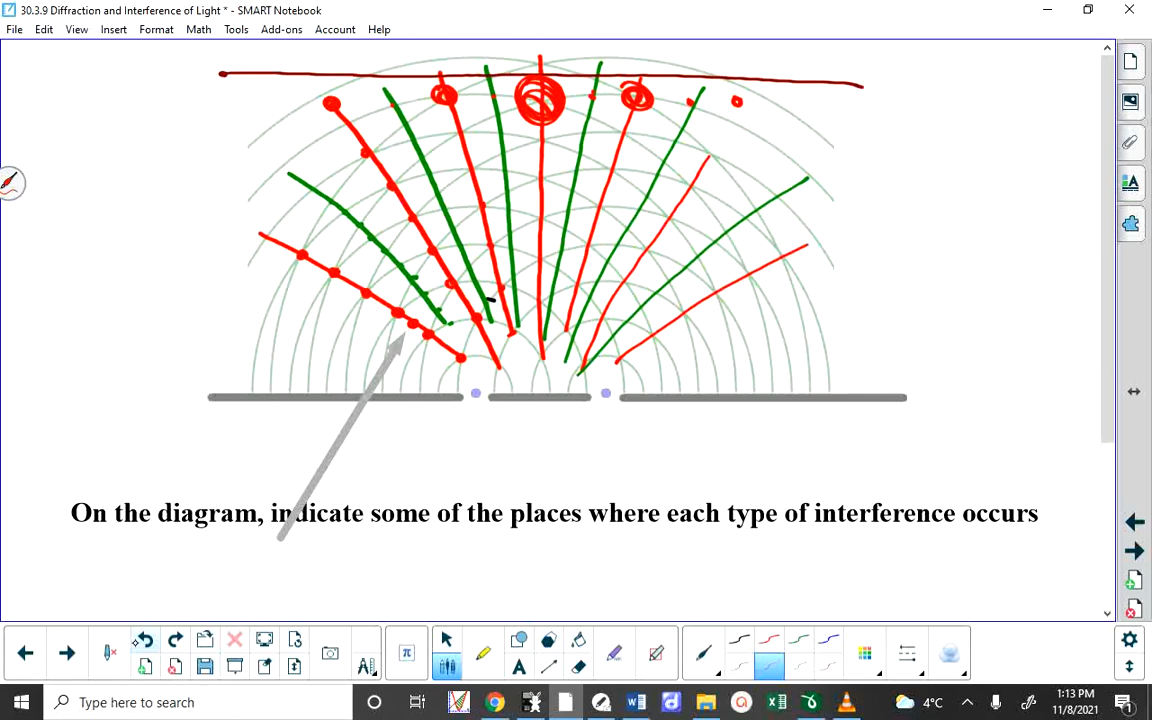 30.3.9 Diffraction and Interference of Light * - SMART Notebook
File Edit View Insert Format Math Tools Add-ons Account Help
On the diagram, indicate some of the places where each type of interference occurs
π
A
A
Type here to search
4°C
1:13 PM
11/8/2021
1